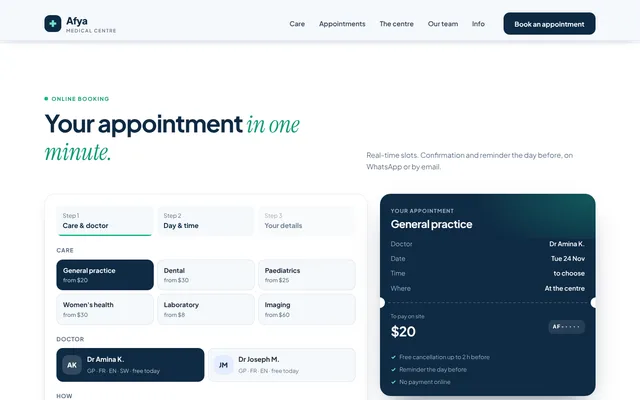 Afya
MEDICAL CENTRE
Care
Appointments
The centre
Our team
Info
Book an appointment
ONLINE BOOKING
Your appointment in one
minute.
Real-time slots. Confirmation and reminder the day before, on
WhatsApp or by email.
Step 1
Care & doctor
Step 2
Day & time
Step 3
Your details
CARE
General practice
from $20
Dental
from $30
Paediatrics
from $25
Women's health
from $30
Laboratory
from $8
Imaging
from $60
DOCTOR
AK
Dr Amina K.
GP · FR · EN · SW · free today
JM
Dr Joseph M.
GP · FR · EN · free today
HOW
YOUR APPOINTMENT
General practice
Doctor
Dr Amina K.
Date
Tue 24 Nov
Time
to choose
Where
At the centre
To pay on site
$20
AF-----
✓ Free cancellation up to 2 h before
✓ Reminder the day before
✓ No payment online